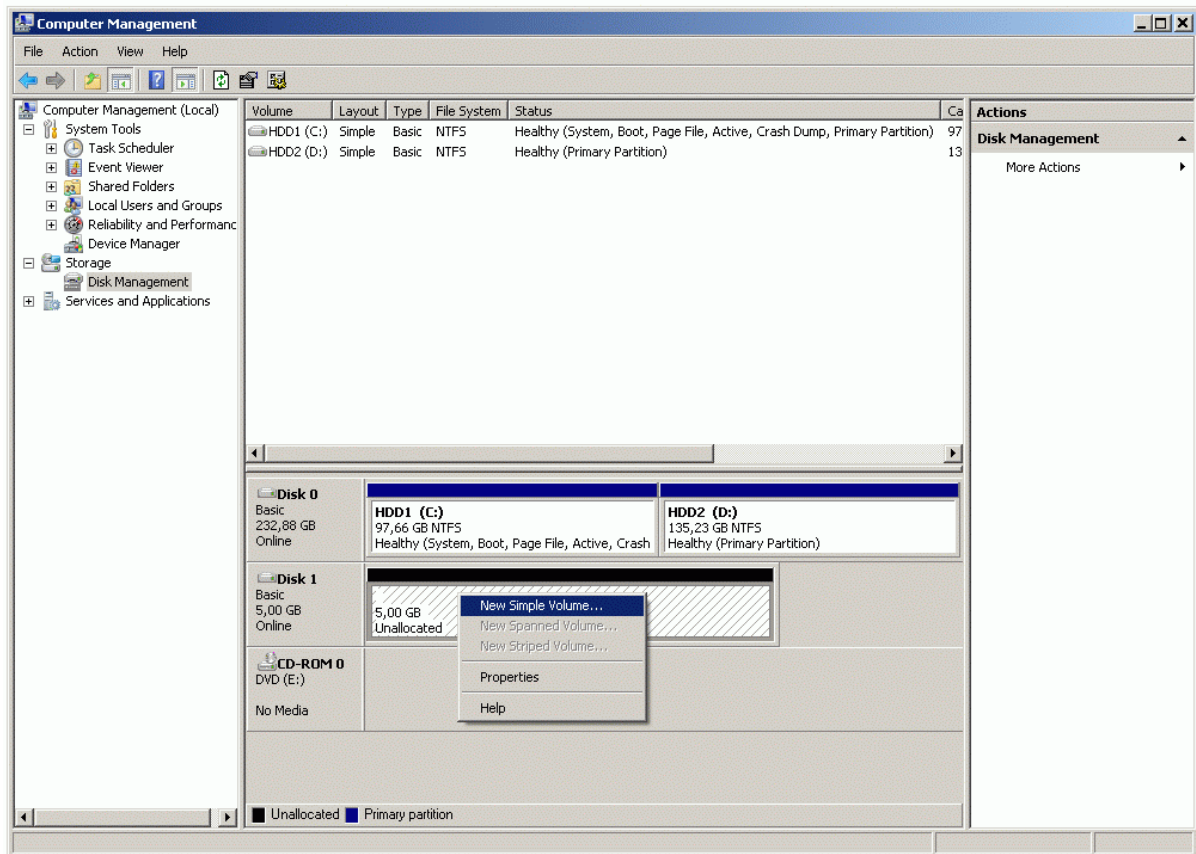 Computer Management
File Action View Help
Computer Management (Local)
System Tools
Task Scheduler
Event Viewer
Shared Folders
Local Users and Groups
Reliability and Performanc
Device Manager
Storage
Disk Management
Services and Applications
Volume Layout Type File System Status Ca
HDD1 (C:) Simple Basic NTFS Healthy (System, Boot, Page File, Active, Crash Dump, Primary Partition) 97
HDD2 (D:) Simple Basic NTFS Healthy (Primary Partition) 13
Disk 0
Basic
232,88 GB
Online
HDD1 (C:)
97,66 GB NTFS
Healthy (System, Boot, Page File, Active, Crash
HDD2 (D:)
135,23 GB NTFS
Healthy (Primary Partition)
Disk 1
Basic
5,00 GB
Online
5,00 GB
Unallocated
New Simple Volume...
New Spanned Volume...
New Striped Volume...
Properties
Help
CD-ROM 0
DVD (E:)
No Media
Unallocated Primary partition
Actions
Disk Management
More Actions